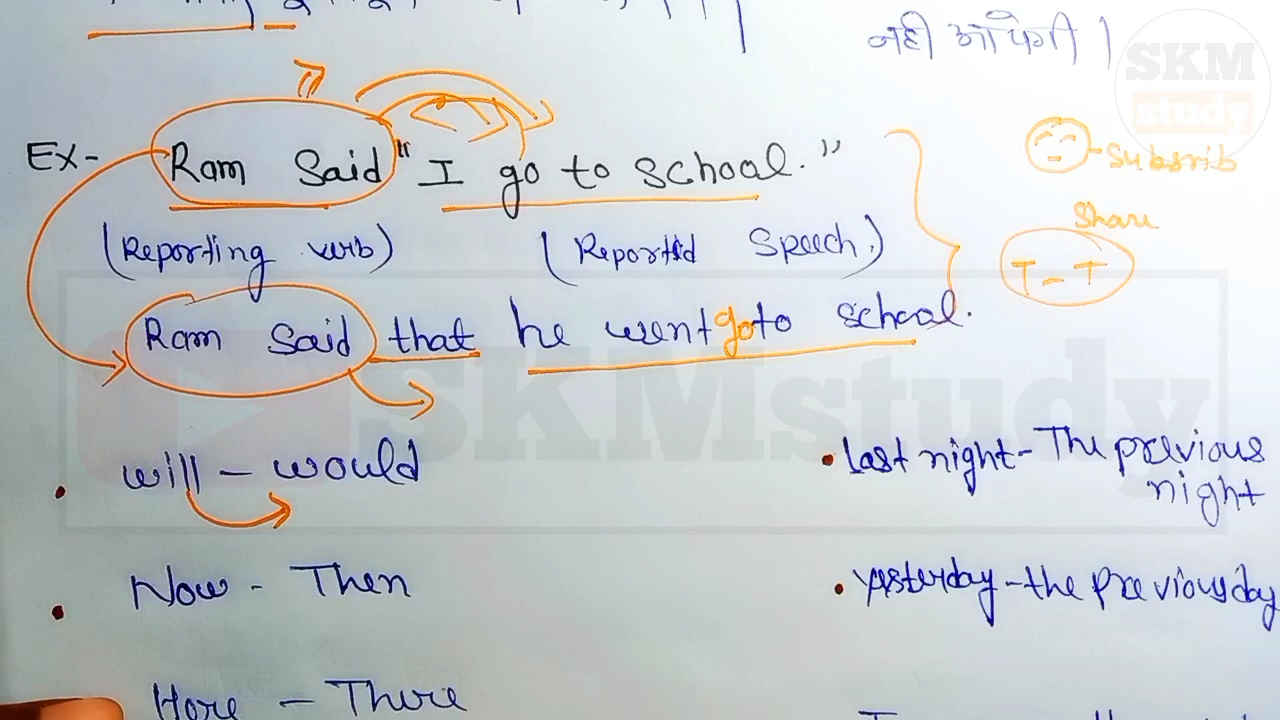 नही आयेगी |
SKM
study
Ex- Ram Said "I go to school."
Subsrib
(Reporting verb) (Reported Speech.)
Share
T - T
Ram Said that he went go to school.
SKMstudy
• will - would
• Last night - The previous
night
• Now - Then
• yesterday - the previous day
Here - There